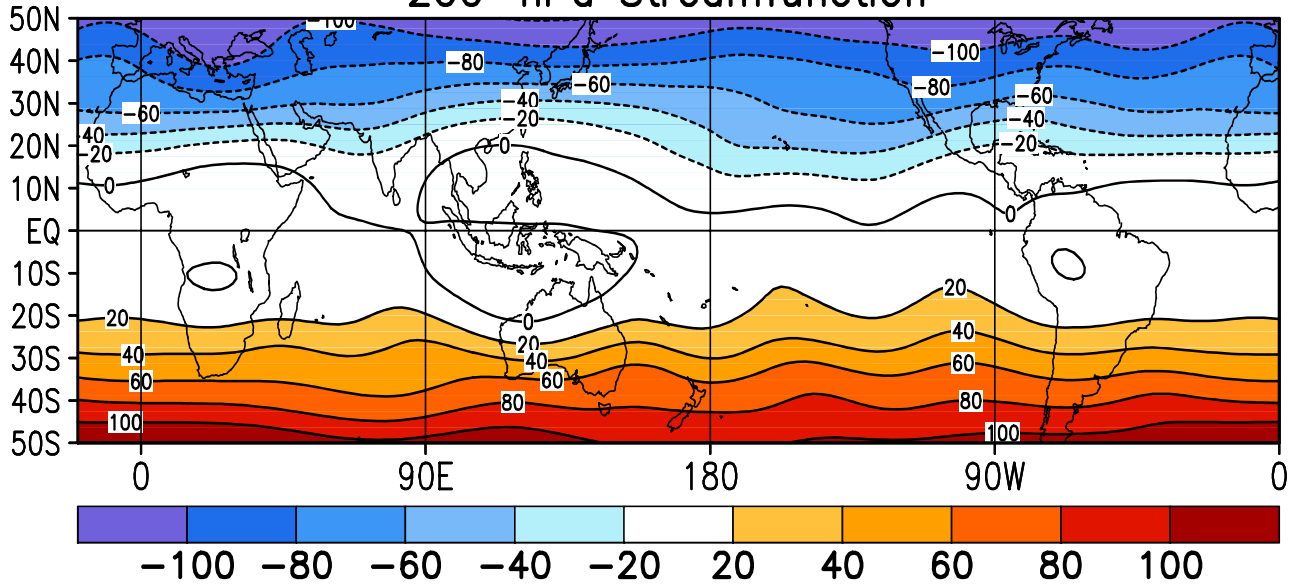 200-hPa Streamfunction
50N
-100
40N -80 -100
-60 -80
30N -60 -40 -60
-40 -20 -40
20N -20 0 -20
10N 0 0
EQ
10S
20S 20 0 20
30S 40 20 40
40 60
40S 60 60 80
80
50S 100 100
0 90E 180 90W 0
-100 -80 -60 -40 -20 20 40 60 80 100